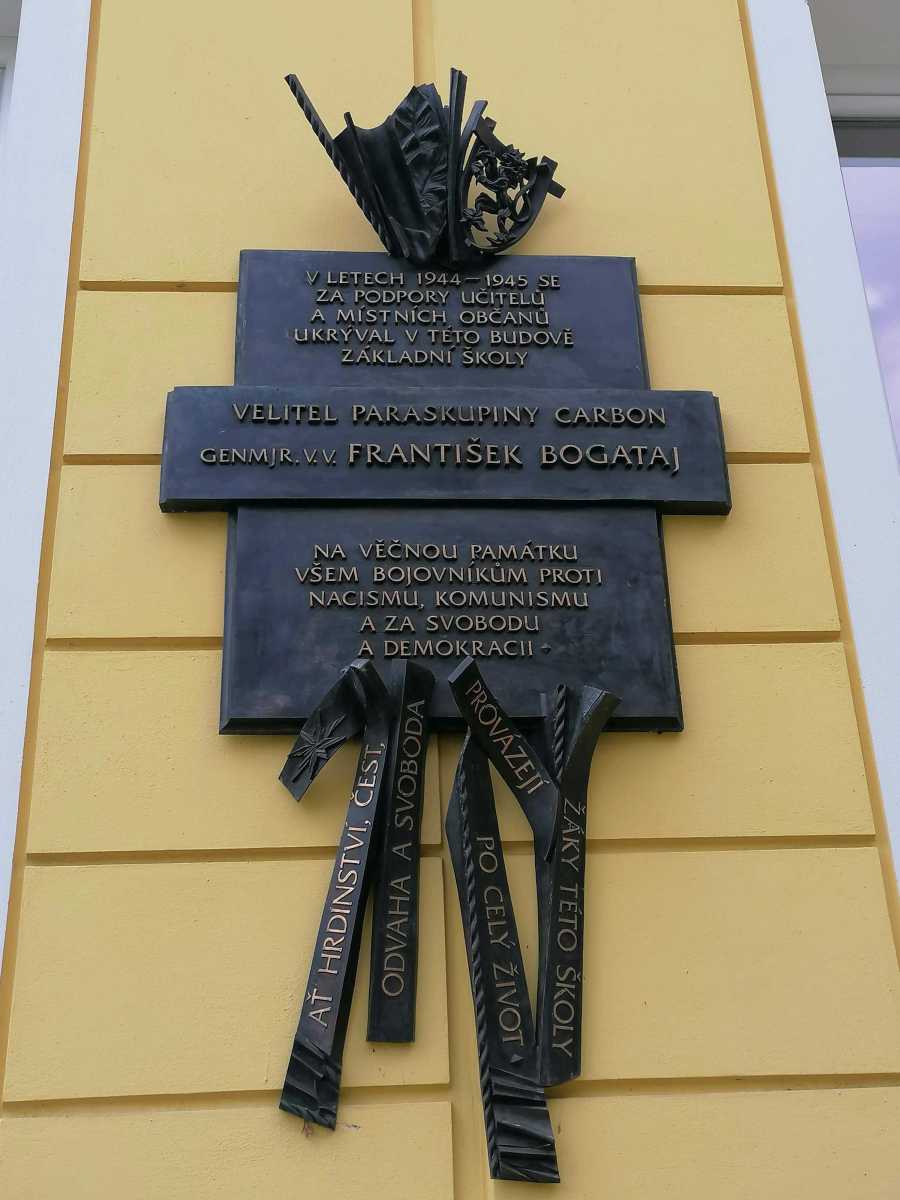 V LETECH 1944–1945 SE
ZA PODPORY UČITELŮ
A MÍSTNÍCH OBČANŮ
UKRÝVAL V TÉTO BUDOVĚ
ZÁKLADNÍ ŠKOLY
VELITEL PARASKUPINY CARBON
GENMJR. V.V. FRANTIŠEK BOGATAJ
NA VĚČNOU PAMÁTKU
VŠEM BOJOVNÍKŮM PROTI
NACISMU, KOMUNISMU
A ZA SVOBODU
A DEMOKRACII
AŤ HRDINSTVÍ, ČEST,
ODVAHA A SVOBODA
PROVÁZEJÍ
PO CELÝ ŽIVOT
ŽÁKY TÉTO ŠKOLY